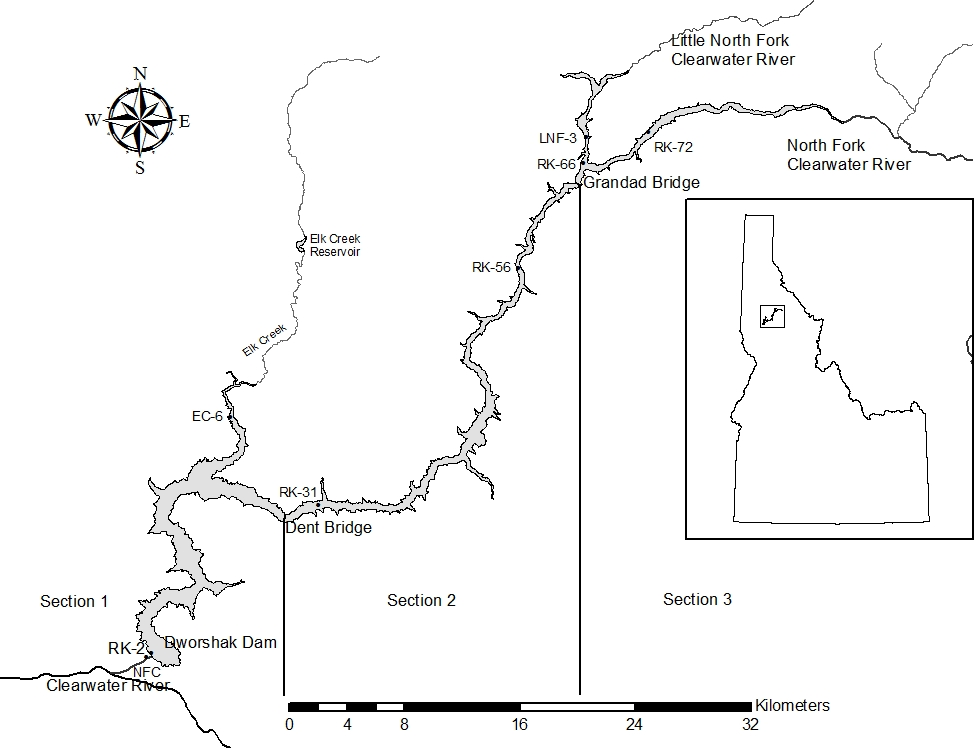 Little North Fork
Clearwater River
N
W
E
S
LNF-3
RK-72
RK-66
North Fork
Clearwater River
Grandad Bridge
Elk Creek
Reservoir
RK-56
Elk Creek
EC-6
RK-31
Dent Bridge
Section 1
Section 2
Section 3
RK-2
Dworshak Dam
NFC
Clearwater River
Kilometers
0 2 4 8 16 24 32